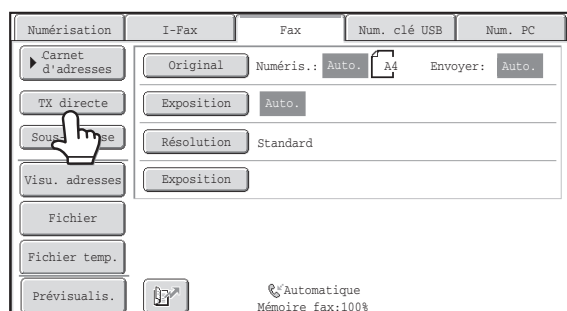 Numérisation
I-Fax
Fax
Num. clé USB
Num. PC
Carnet
d'adresses
Original
Numéris.: Auto. A4 Envoyer: Auto.
TX directe
Exposition
Auto.
Résolution
Standard
Visu. adresses
Exposition
Fichier
Fichier temp.
Prévisualis.
Automatique
Mémoire fax:100%